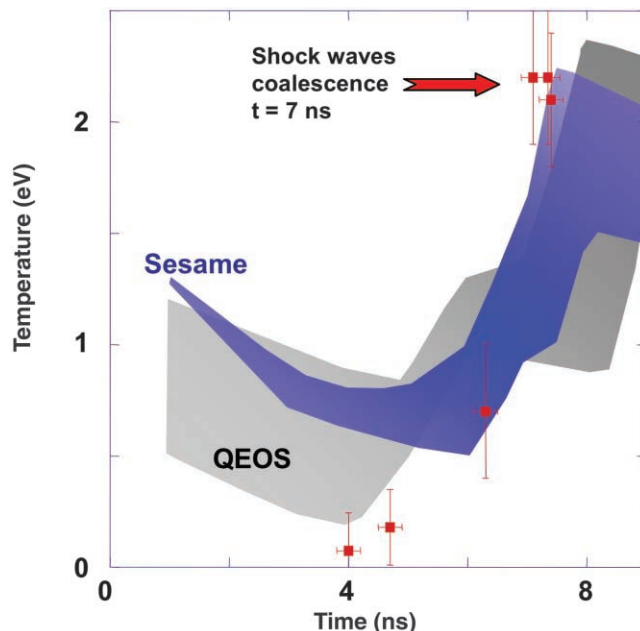 Shock waves
coalescence
t = 7 ns
2
Temperature (eV)
Sesame
1
QEOS
0
0
4
8
Time (ns)